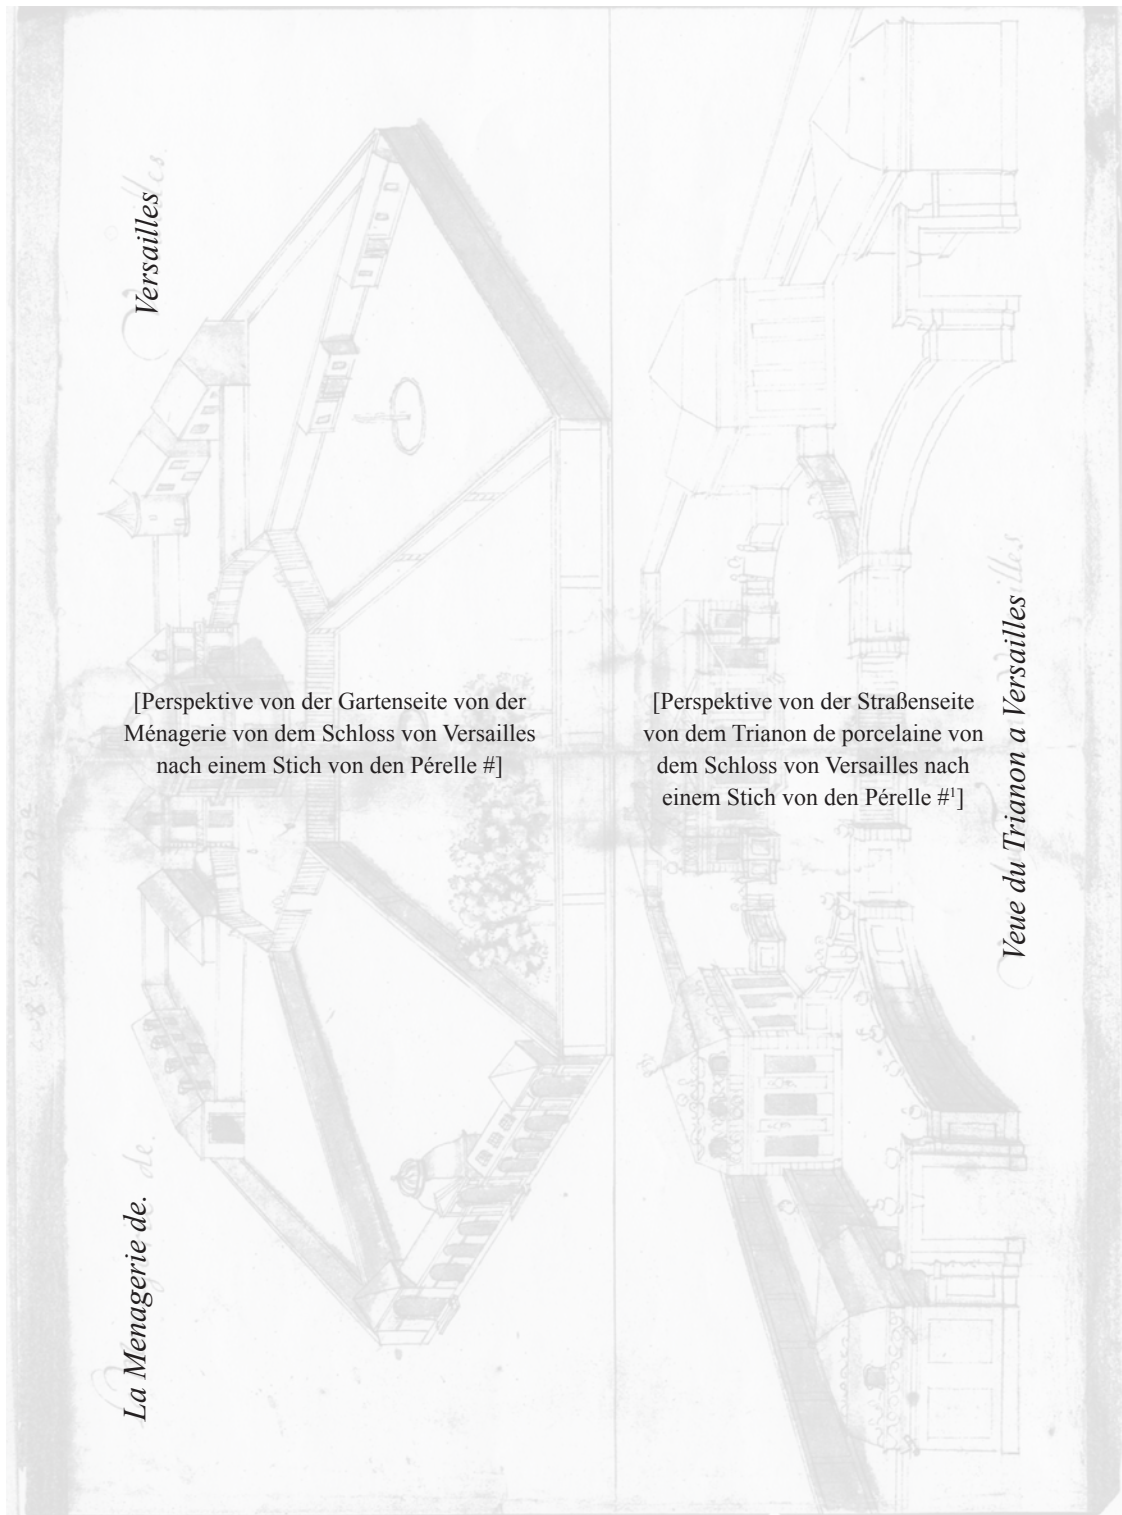 La Menagerie de.
Versailles
[Perspektive von der Gartenseite von der
Ménagerie von dem Schloss von Versailles
nach einem Stich von den Pérelle #]
[Perspektive von der Straßenseite
von dem Trianon de porcelaine von
dem Schloss von Versailles nach
einem Stich von den Pérelle #¹]
Veue du Trianon a Versailles